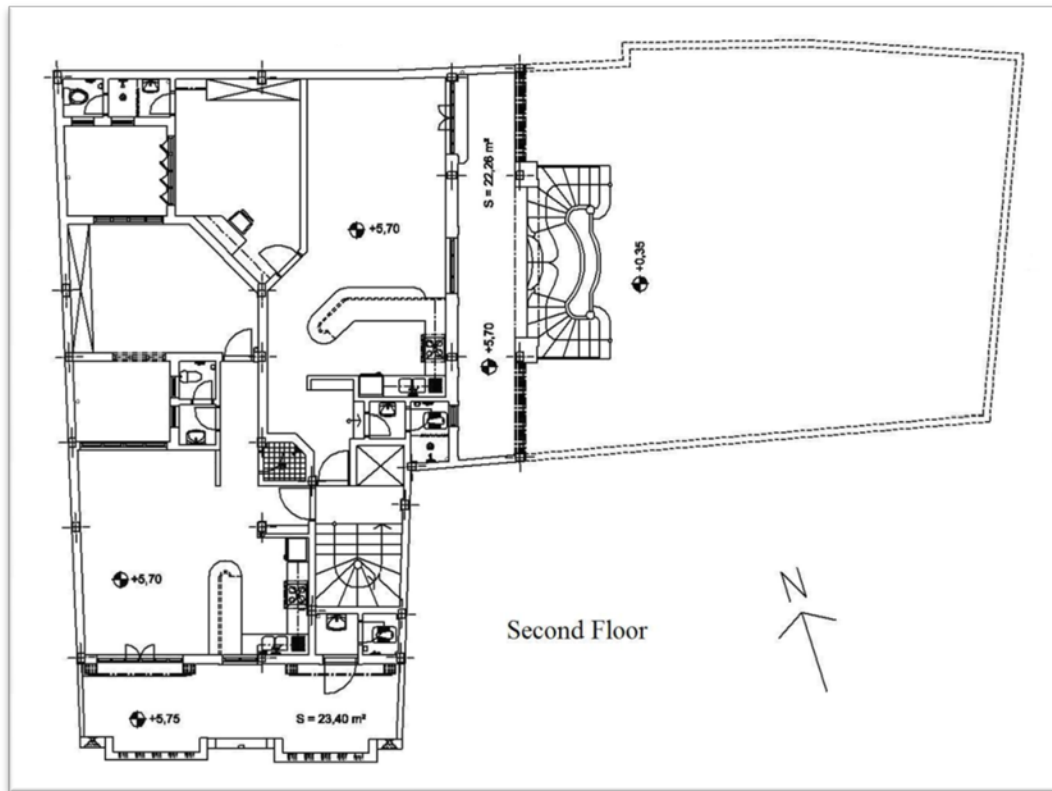 S = 22,26 m²
+5,70
+0,35
+5,70
+5,70
Second Floor
N
+5,75
S = 23,40 m²